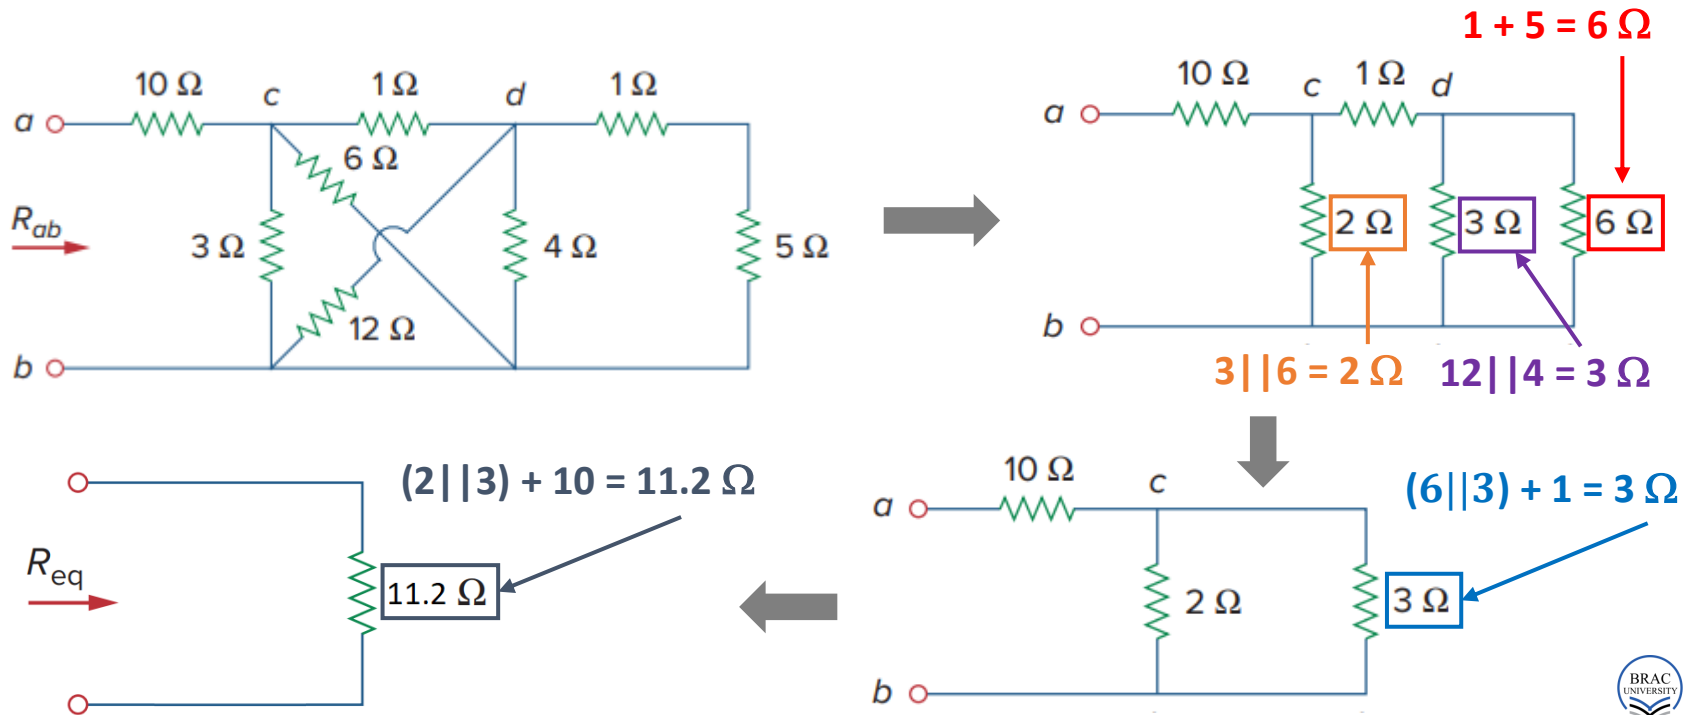 10 Ω
c
1 Ω
d
1 Ω
a
6 Ω
R_ab
3 Ω
4 Ω
5 Ω
12 Ω
b
1 + 5 = 6 Ω
10 Ω
c
1 Ω
d
a
2 Ω
3 Ω
6 Ω
b
3||6 = 2 Ω
12||4 = 3 Ω
10 Ω
c
(6||3) + 1 = 3 Ω
a
2 Ω
3 Ω
b
(2||3) + 10 = 11.2 Ω
R_eq
11.2 Ω
BRAC
UNIVERSITY